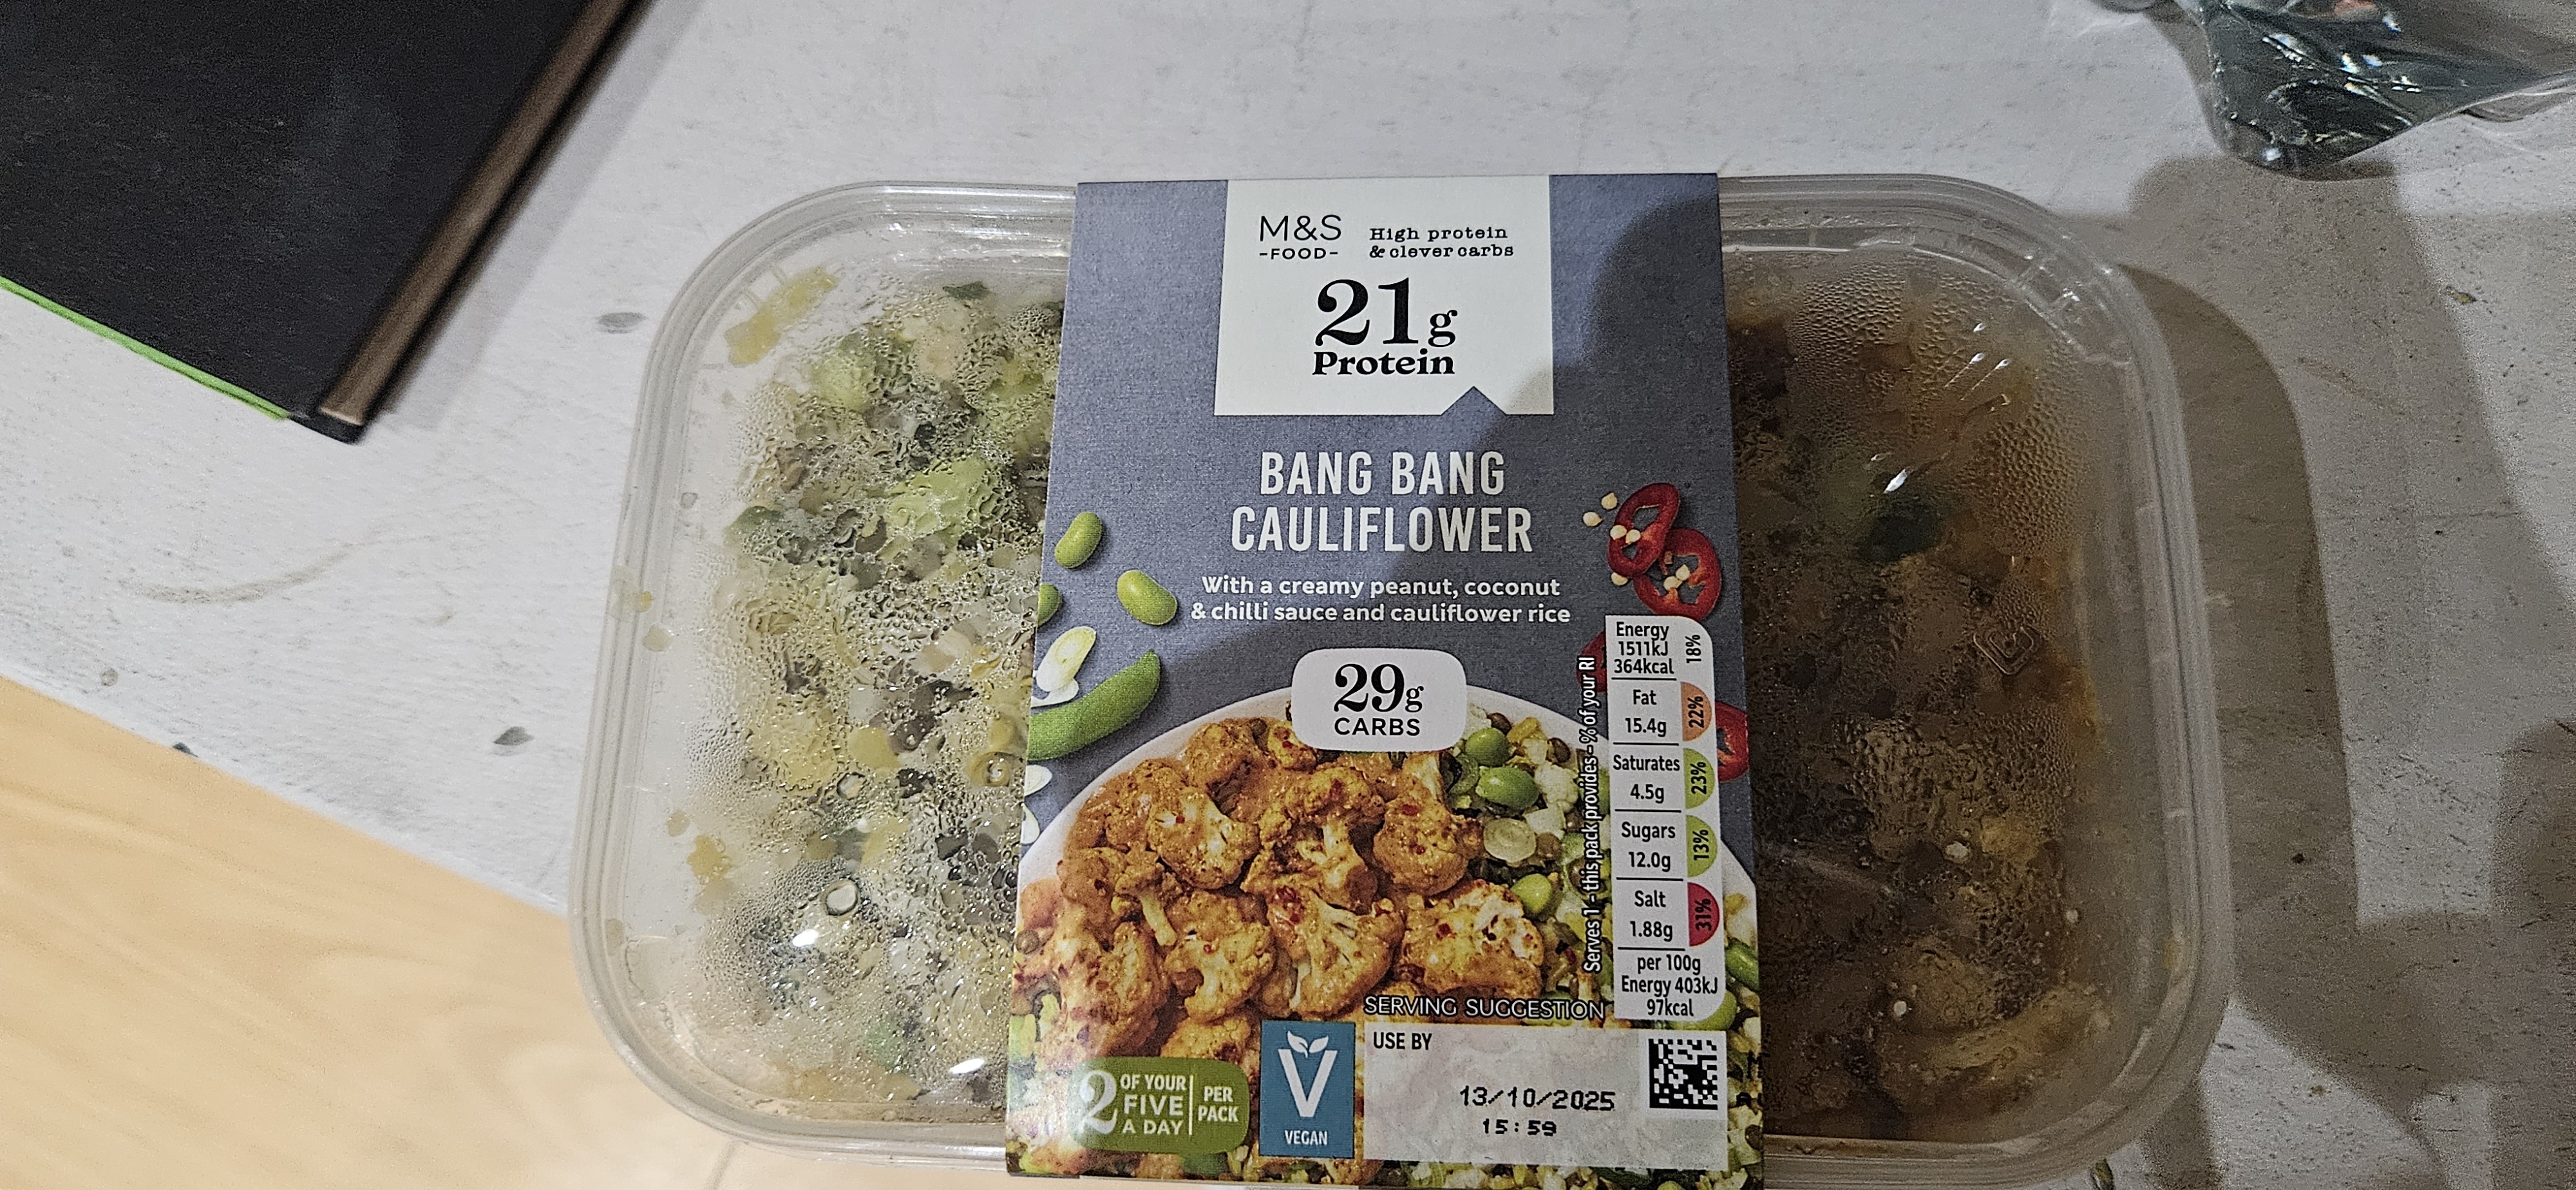 M&S
-FOOD-
High protein
& clever carbs
21g
Protein
BANG BANG
CAULIFLOWER
With a creamy peanut, coconut
& chilli sauce and cauliflower rice
29g
CARBS
Serves 1 - this pack provides - % of your RI
Energy
1511kJ
364kcal
18%
Fat
15.4g
22%
Saturates
4.5g
23%
Sugars
12.0g
13%
Salt
1.88g
31%
per 100g
Energy 403kJ
97kcal
SERVING SUGGESTION
2 OF YOUR
FIVE
A DAY
PER
PACK
V
VEGAN
USE BY
13/10/2025
15:59